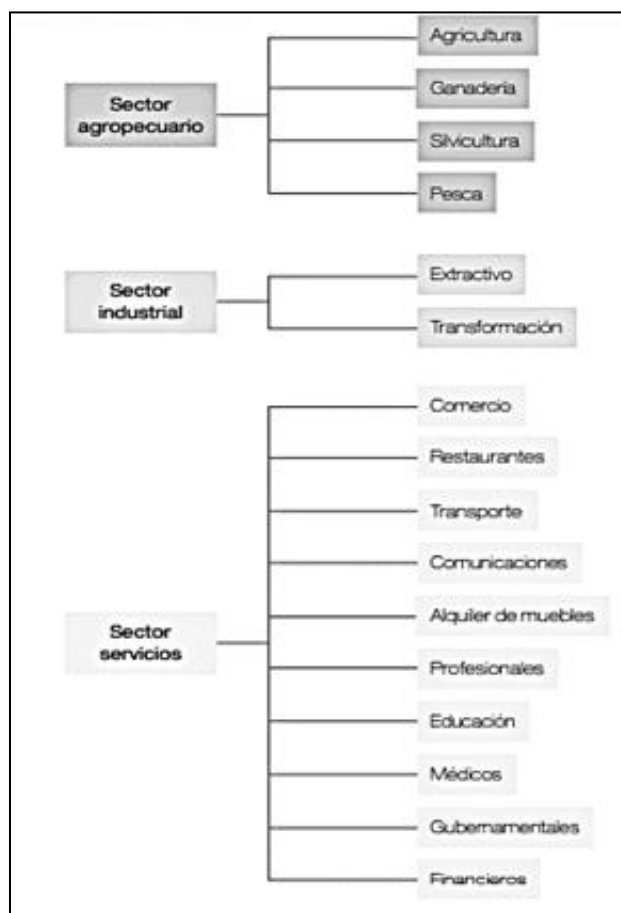 Sector
agropecuario
Agricultura
Ganadería
Silvicultura
Pesca
Sector
industrial
Extractivo
Transformación
Sector
servicios
Comercio
Restaurantes
Transporte
Comunicaciones
Alquiler de muebles
Profesionales
Educación
Médicos
Gubernamentales
Financieros